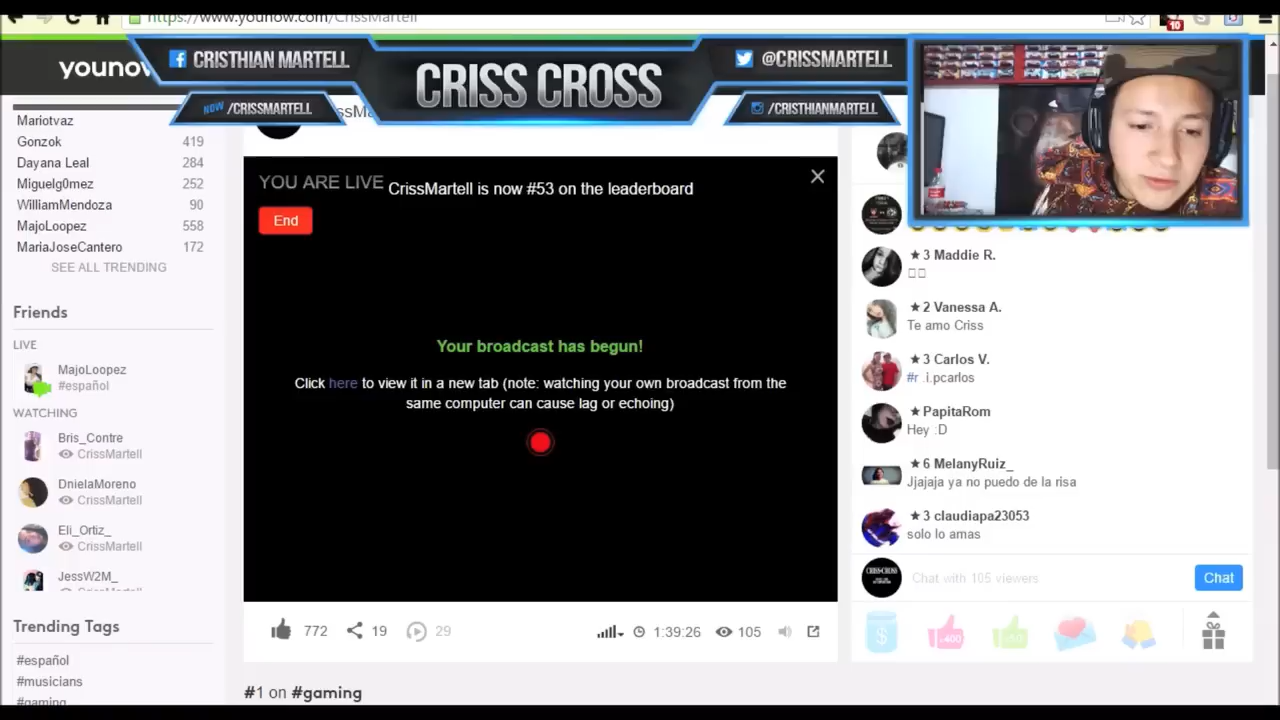 https://www.younow.com/CrissMartell
10
younow
CRISTHIAN MARTELL
CRISS CROSS
@CRISSMARTELL
NOW /CRISSMARTELL
/CRISTHIANMARTELL
Mariotvaz
Gonzok 419
Dayana Leal 284
Miguelg0mez 252
WilliamMendoza 90
MajoLoopez 558
MariaJoseCantero 172
SEE ALL TRENDING
Friends
LIVE
MajoLoopez
#español
WATCHING
Bris_Contre
CrissMartell
DnielaMoreno
CrissMartell
Eli_Ortiz_
CrissMartell
JessW2M_
CrissMartell
Trending Tags
#español
#musicians
#gaming
YOU ARE LIVE
CrissMartell is now #53 on the leaderboard
End
Your broadcast has begun!
Click here to view it in a new tab (note: watching your own broadcast from the
same computer can cause lag or echoing)
772 19 29 1:39:26 105
#1 on #gaming
★ 3 Maddie R.
★ 2 Vanessa A.
Te amo Criss
★ 3 Carlos V.
#r .i.pcarlos
★ PapitaRom
Hey :D
★ 6 MelanyRuiz_
Jjajaja ya no puedo de la risa
★ 3 claudiapa23053
solo lo amas
Chat with 105 viewers
Chat